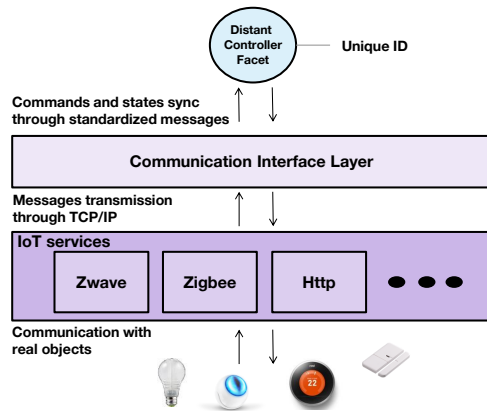 Distant
Controller
Facet
Unique ID
Commands and states sync
through standardized messages
Communication Interface Layer
Messages transmission
through TCP/IP
IoT services
Zwave
Zigbee
Http
Communication with
real objects
22